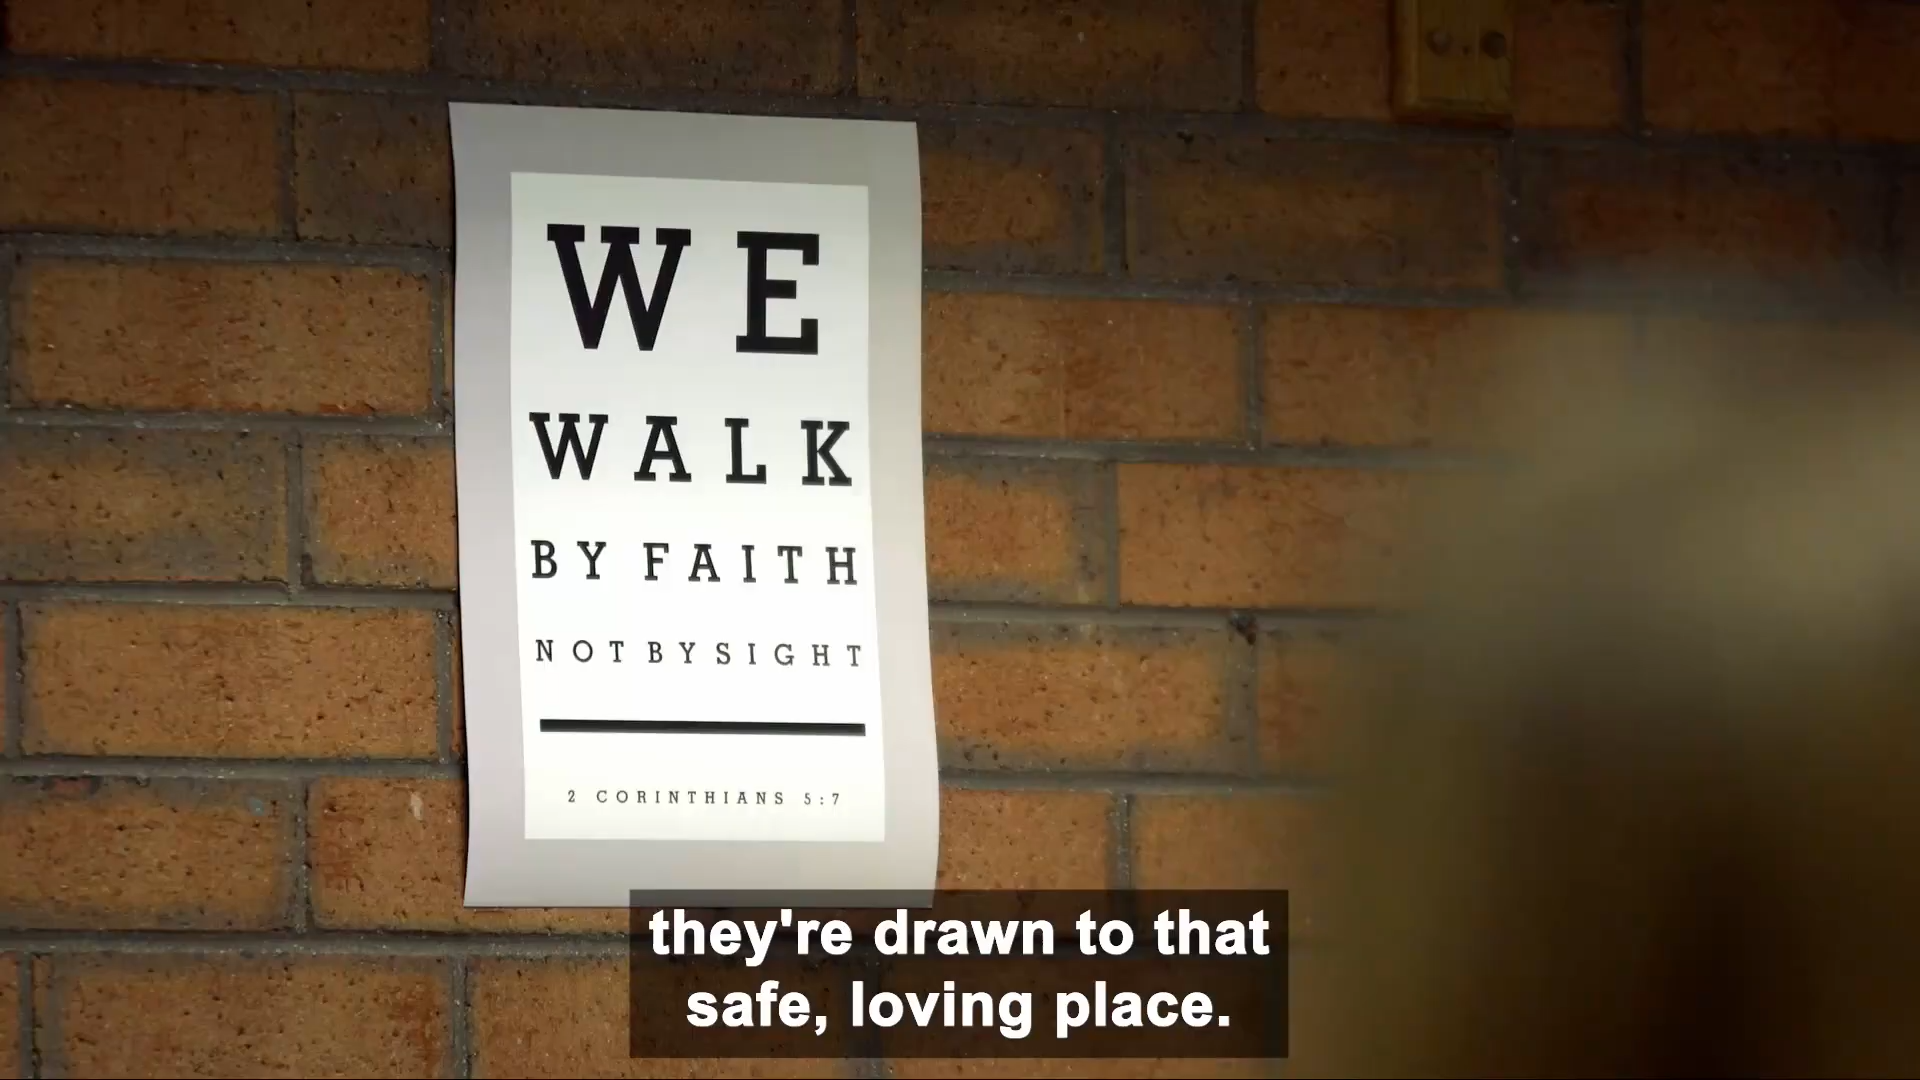 WE
WALK
BY FAITH
NOT BY SIGHT
2 CORINTHIANS 5:7
they're drawn to that
safe, loving place.